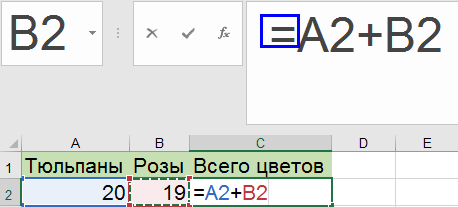 B2 fx =A2+B2
A B C D E
1 Тюльпаны Розы Всего цветов
2 20 19 =A2+B2